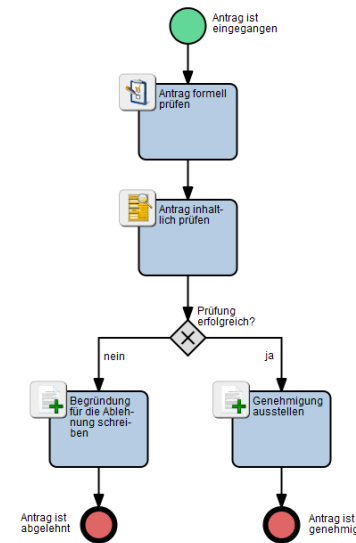 Antrag ist
eingegangen
Antrag formell
prüfen
Antrag inhalt-
lich prüfen
Prüfung
erfolgreich?
nein
ja
Begründung
für die Ableh-
nung schrei-
ben
Genehmigung
ausstellen
Antrag ist
abgelehnt
Antrag ist
genehmig